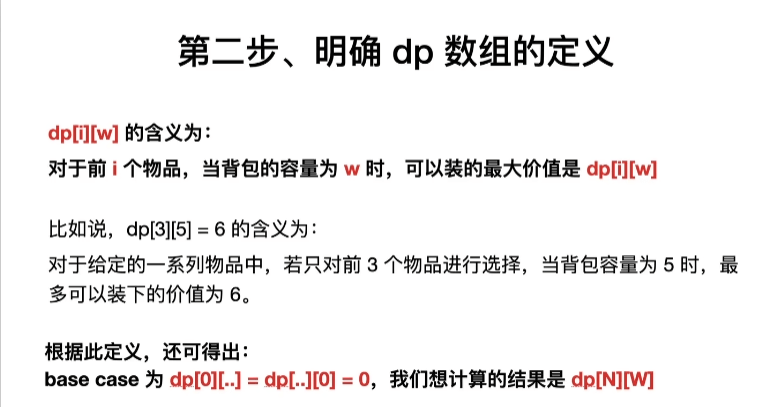 第二步、明确 dp 数组的定义
dp[i][w] 的含义为：
对于前 i 个物品，当背包的容量为 w 时，可以装的最大价值是 dp[i][w]
比如说，dp[3][5] = 6 的含义为：
对于给定的一系列物品中，若只对前 3 个物品进行选择，当背包容量为 5 时，最
多可以装下的价值为 6。
根据此定义，还可得出：
base case 为 dp[0][..] = dp[..][0] = 0，我们想计算的结果是 dp[N][W]